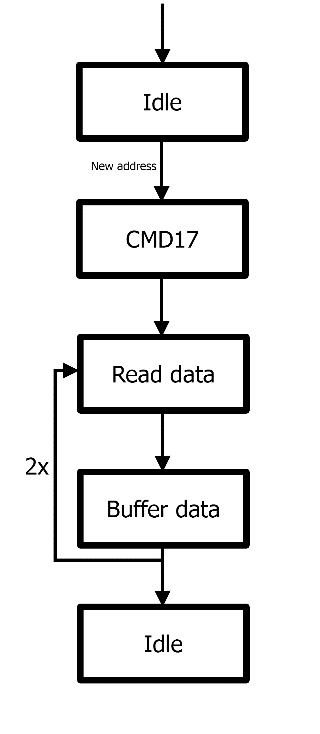 Idle
New address
CMD17
Read data
2x
Buffer data
Idle